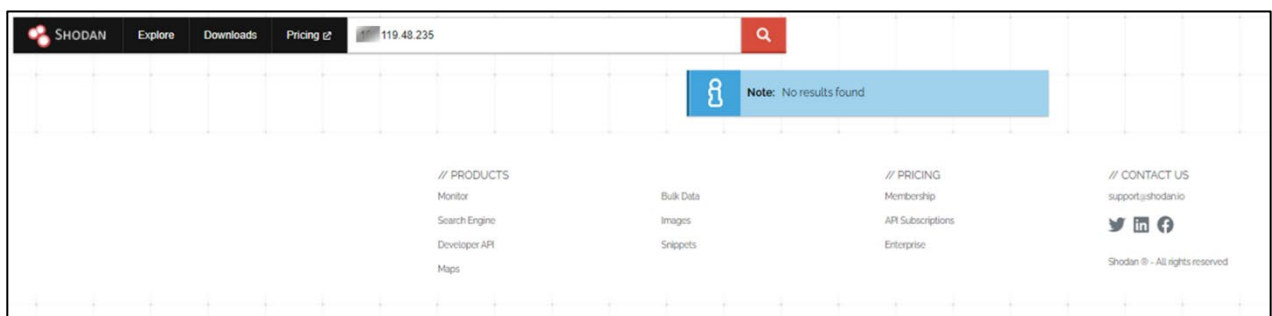 SHODAN Explore Downloads Pricing 119.48.235
Note: No results found
// PRODUCTS // PRICING // CONTACT US
Monitor Bulk Data Membership support@shodan.io
Search Engine Images API Subscriptions
Developer API Snippets Enterprise
Maps Shodan ® - All rights reserved